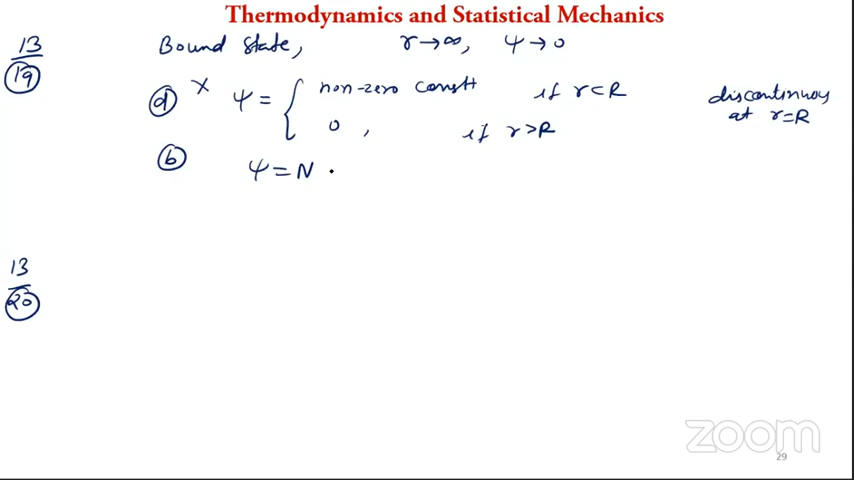 Thermodynamics and Statistical Mechanics
13/19 Bound State, r→∞, ψ→0
(d) × ψ = { non-zero constt if r<R discontinuous at r=R
0, if r>R
(b) ψ = N .
13/20
zoom
29